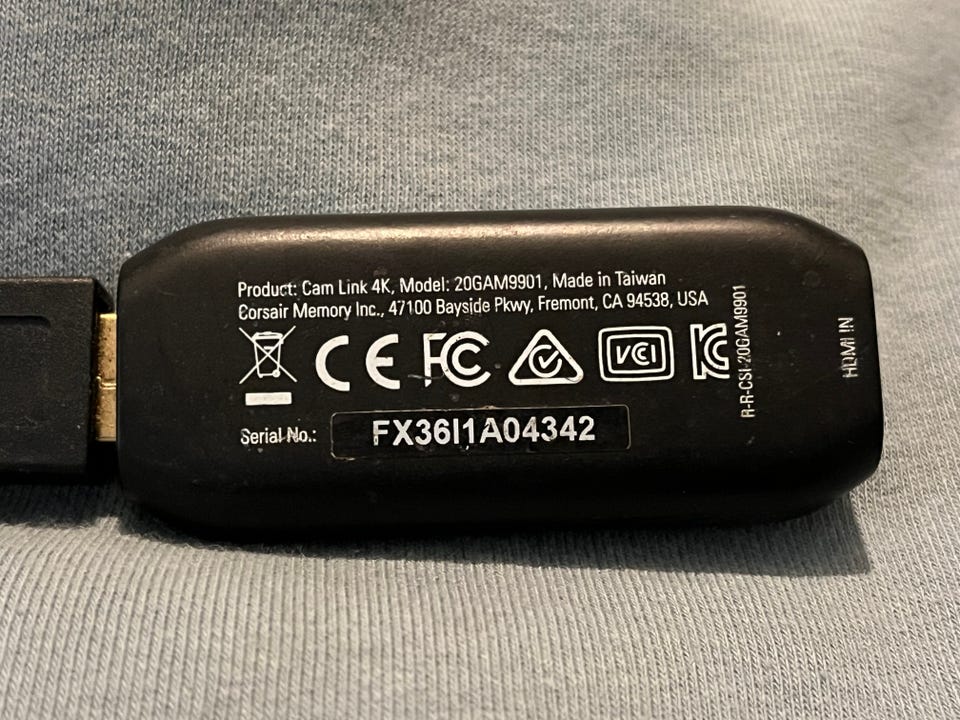 Product: Cam Link 4K, Model: 20GAM9901, Made in Taiwan
Corsair Memory Inc., 47100 Bayside Pkwy, Fremont, CA 94538, USA
CE FC VCI KC
R-R-CSI-20GAM9901
HDMI IN
Serial No.: FX36I1A04342